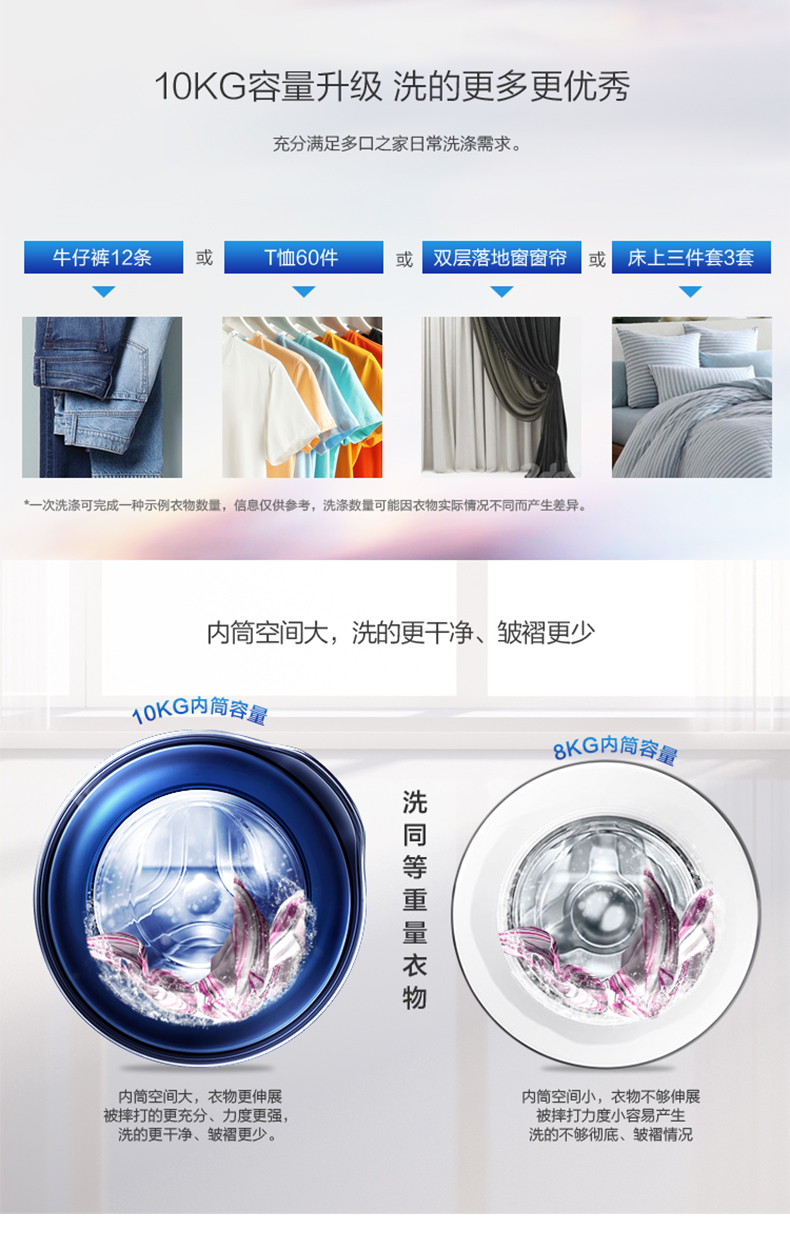 10KG容量升级 洗的更多更优秀
充分满足多口之家日常洗涤需求。
牛仔裤12条 或 T恤60件 或 双层落地窗窗帘 或 床上三件套3套
*一次洗涤可完成一种示例衣物数量，信息仅供参考，洗涤数量可能因衣物实际情况不同而产生差异。
内筒空间大，洗的更干净、皱褶更少
10KG内筒容量
8KG内筒容量
洗同等重量衣物
内筒空间大，衣物更伸展
被摔打的更充分、力度更强，
洗的更干净、皱褶更少。
内筒空间小，衣物不够伸展
被摔打力度小容易产生
洗的不够彻底、皱褶情况